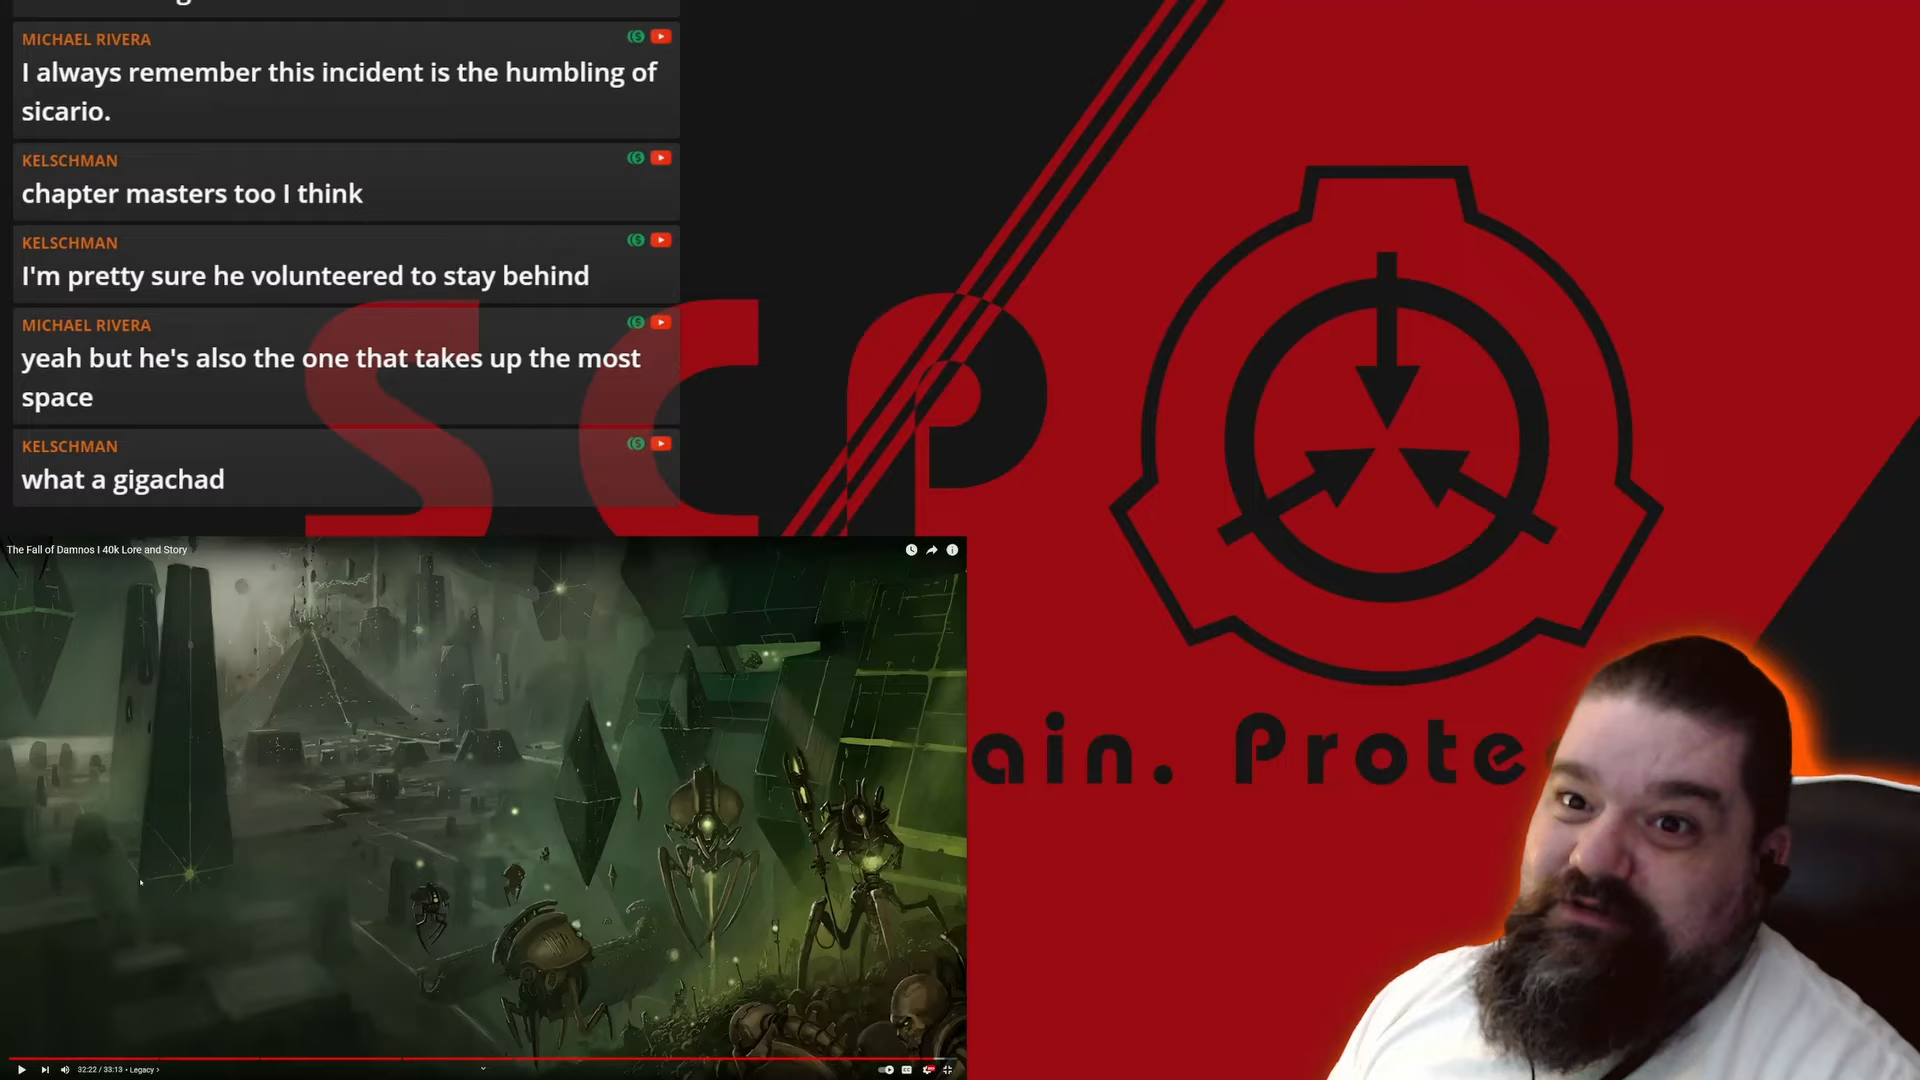 MICHAEL RIVERA
I always remember this incident is the humbling of
sicario.
KELSCHMAN
chapter masters too I think
KELSCHMAN
I'm pretty sure he volunteered to stay behind
MICHAEL RIVERA
yeah but he's also the one that takes up the most
space
KELSCHMAN
what a gigachad
SCP
The Fall of Damnos I 40k Lore and Story
ain. Prote
32:22 / 33:13 • Legacy ›